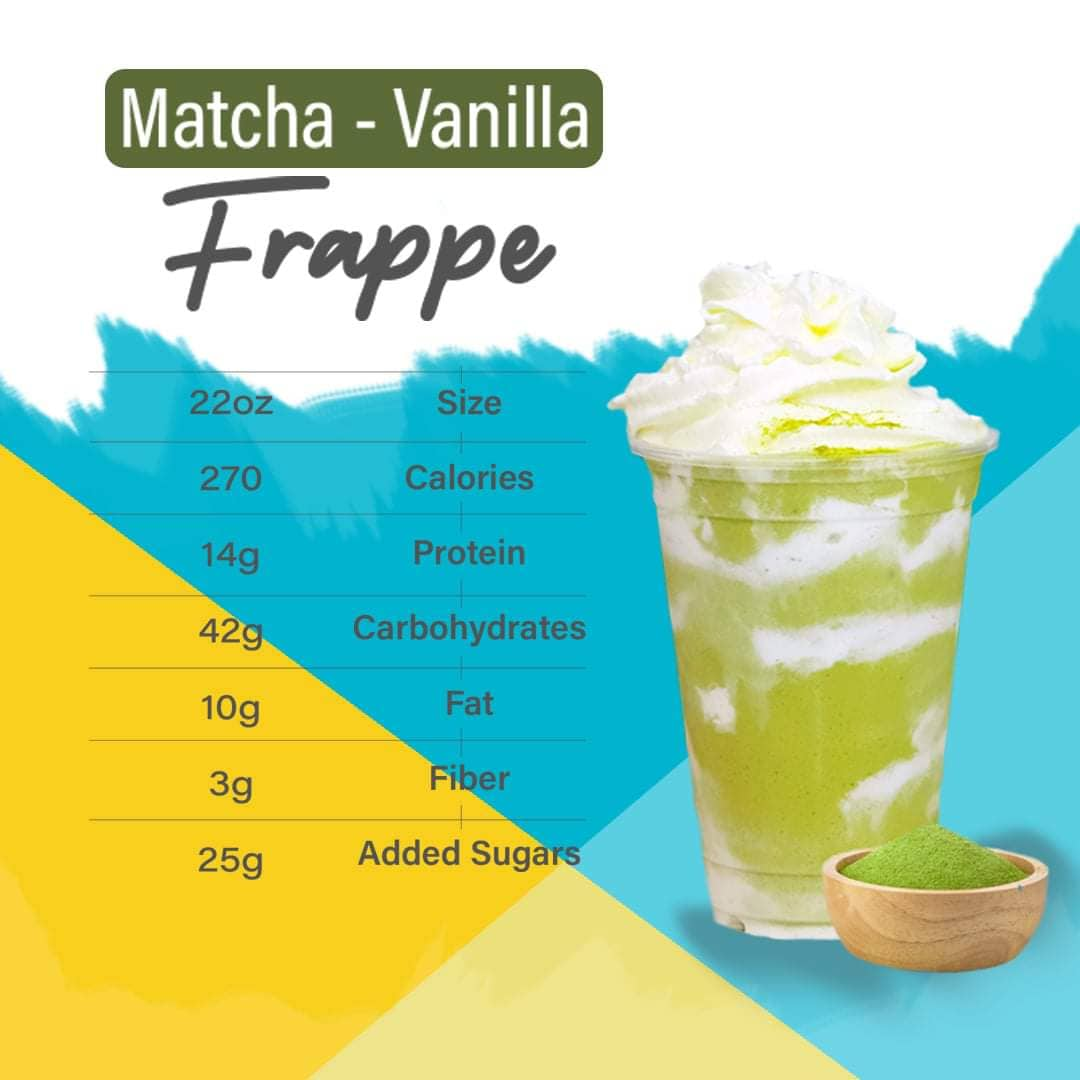 Matcha - Vanilla
Frappe
22oz Size
270 Calories
14g Protein
42g Carbohydrates
10g Fat
3g Fiber
25g Added Sugars